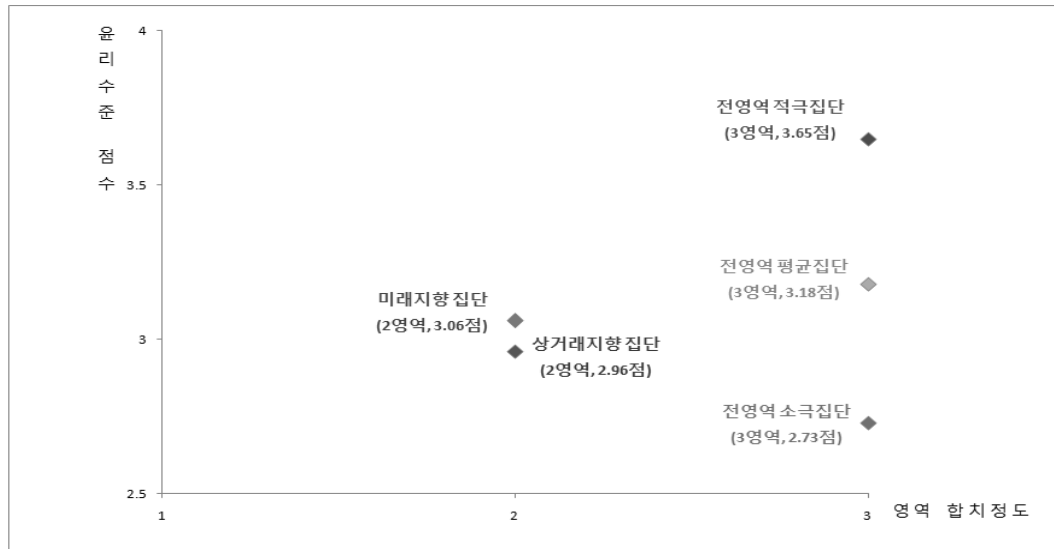 윤리수준 점수
4
전영역 적극집단
(3영역, 3.65점)
3.5
전영역 평균집단
(3영역, 3.18점)
미래지향 집단
(2영역, 3.06점)
3
상거래지향 집단
(2영역, 2.96점)
전영역 소극집단
(3영역, 2.73점)
2.5
1
2
3
영역 합치정도